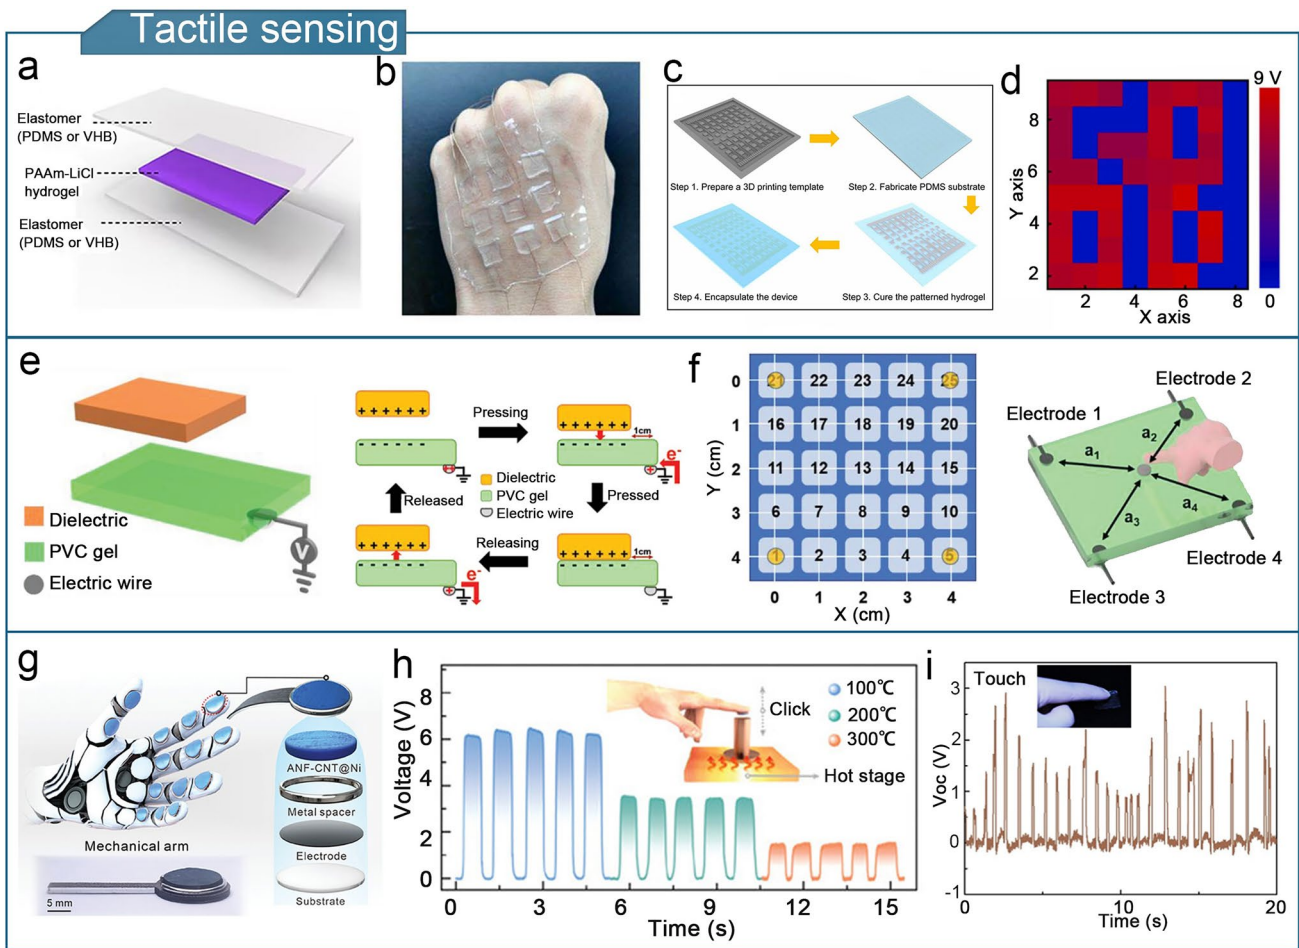 Tactile sensing
a
Elastomer
(PDMS or VHB)
PAAm-LiCl
hydrogel
Elastomer
(PDMS or VHB)
b
c
Step 1. Prepare a 3D printing template
Step 2. Fabricate PDMS substrate
Step 4. Encapsulate the device
Step 3. Cure the patterned hydrogel
d
9 V
Y axis
8
6
4
2
2 4 6 8
X axis
0
e
Dielectric
PVC gel
Electric wire
V
+ + + + + +
- - - - - -
Pressing
+ + + + + +
1cm
- - - - - -
e-
+
Released
Dielectric
PVC gel
Electric wire
Pressed
+ + + + + +
- - - - - -
+
e-
Releasing
+ + + + + +
1cm
- - - - - -
f
0 21 22 23 24 25
1 16 17 18 19 20
2 11 12 13 14 15
3 6 7 8 9 10
4 1 2 3 4 5
0 1 2 3 4
Y (cm)
X (cm)
Electrode 2
Electrode 1
a1
a2
a3
a4
Electrode 4
Electrode 3
g
ANF-CNT@Ni
Metal spacer
Electrode
Substrate
Mechanical arm
5 mm
h
Voltage (V)
8
6
4
2
0
0 3 6 9 12 15
Time (s)
Click
Hot stage
100℃
200℃
300℃
i
Touch
Voc (V)
3
2
1
0
-1
0 10 20
Time (s)